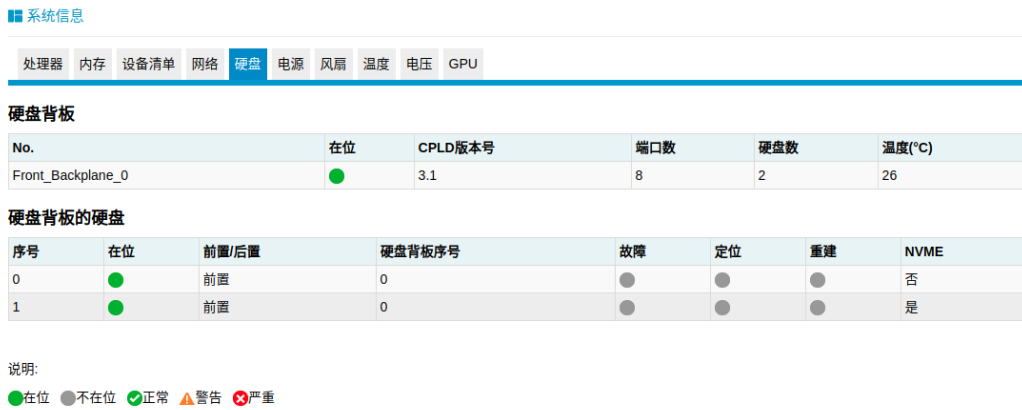 系统信息
处理器 内存 设备清单 网络 硬盘 电源 风扇 温度 电压 GPU
硬盘背板
No. 在位 CPLD版本号 端口数 硬盘数 温度(°C)
Front_Backplane_0 3.1 8 2 26
硬盘背板的硬盘
序号 在位 前置/后置 硬盘背板序号 故障 定位 重建 NVME
0 前置 0 否
1 前置 0 是
说明:
在位 不在位 正常 警告 严重